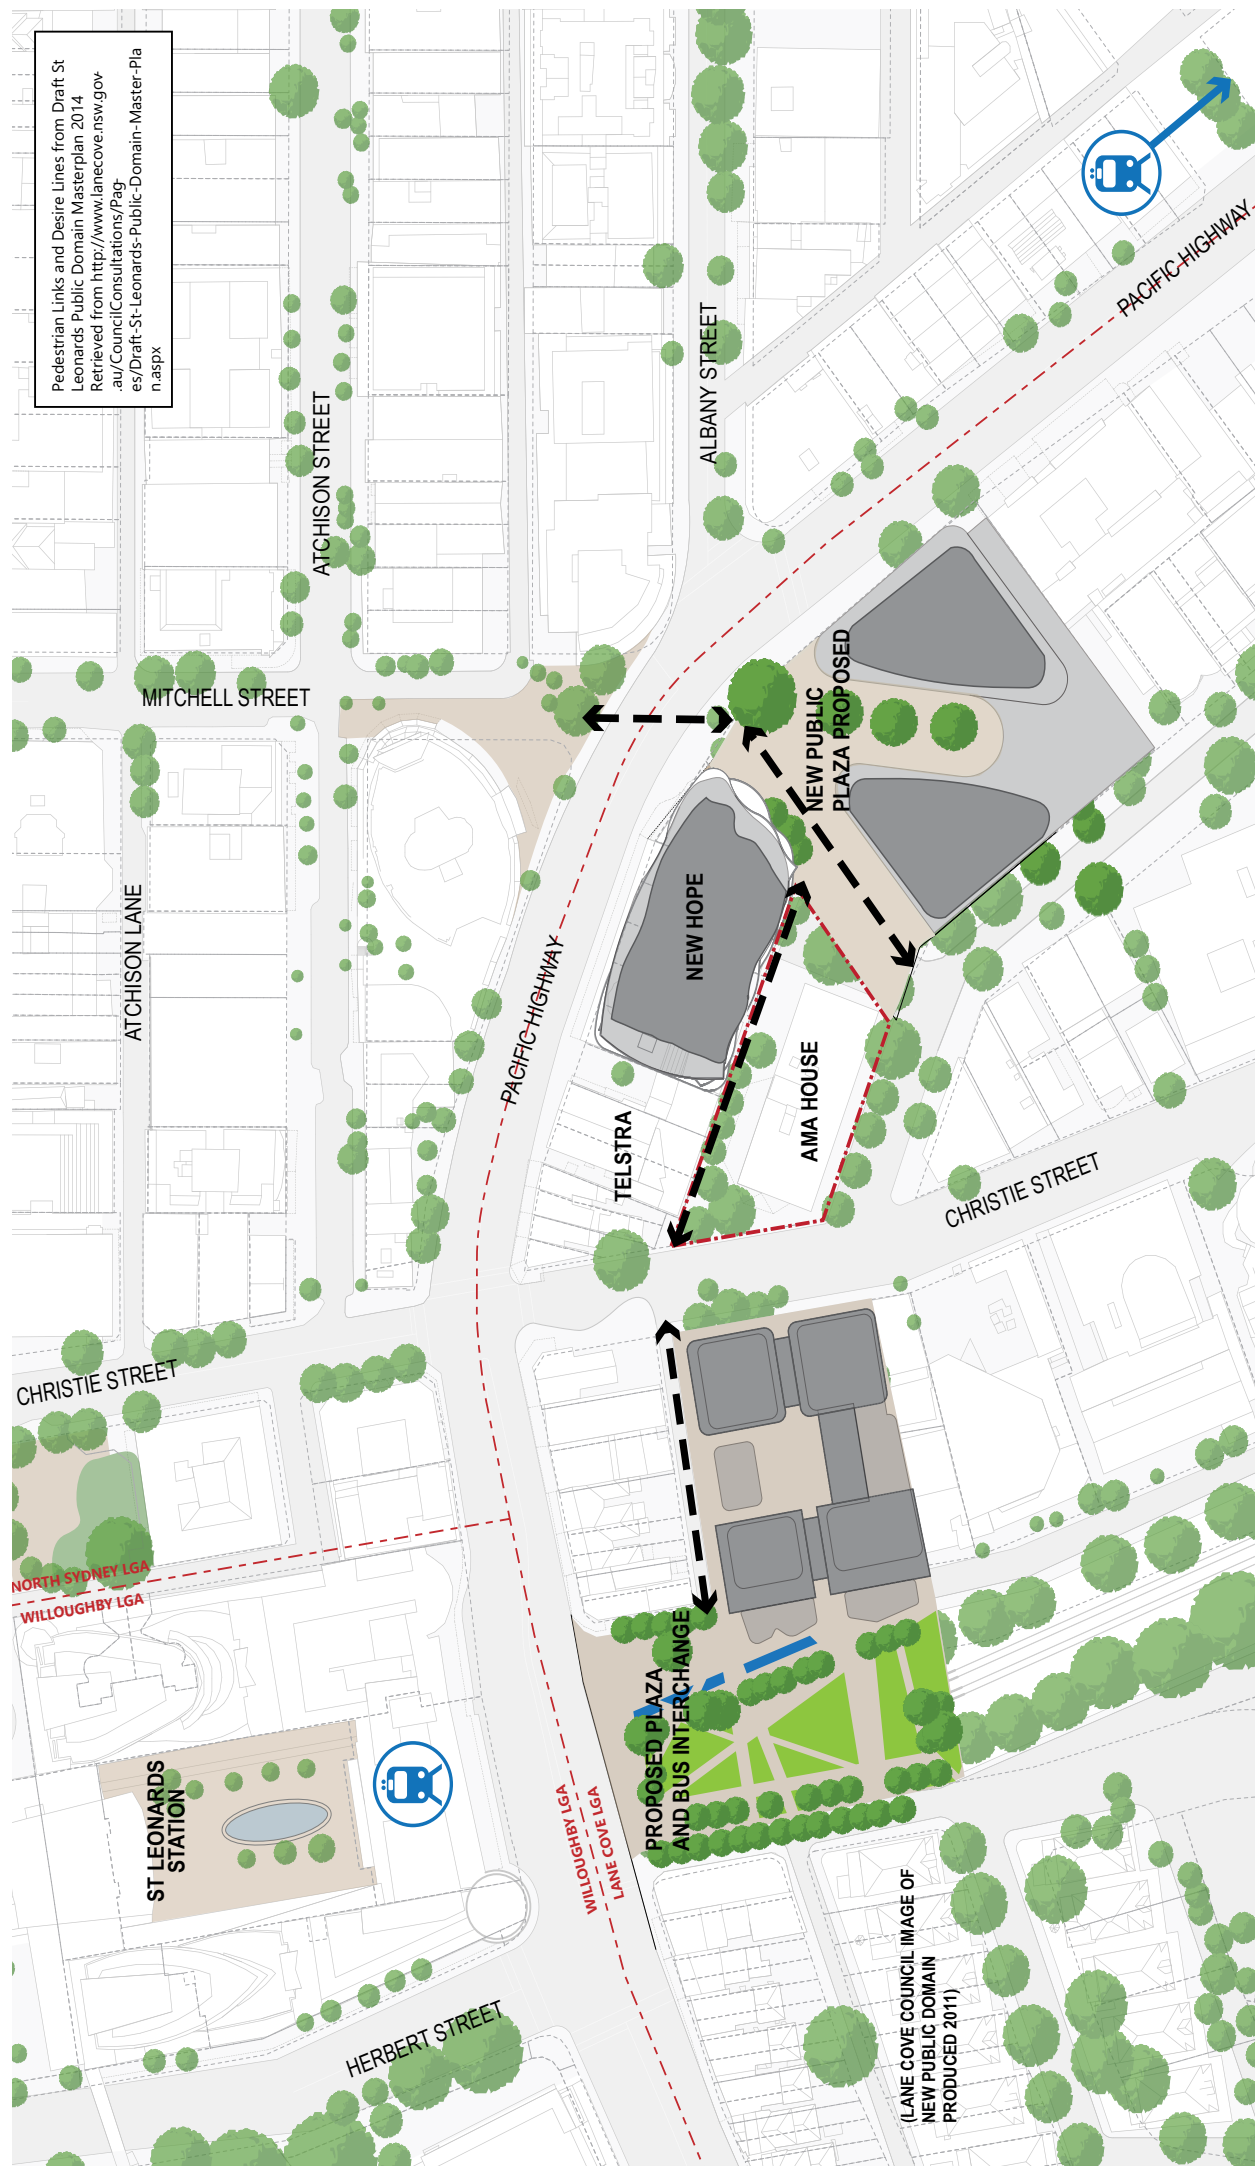 Pedestrian Links and Desire Lines from Draft St
Leonards Public Domain Masterplan 2014
Retrieved from http://www.lanecove.nsw.gov-
.au/CouncilConsultations/Pag-
es/Draft-St-Leonards-Public-Domain-Master-Pla
n.aspx
HERBERT STREET
ST LEONARDS
STATION
NORTH SYDNEY LGA
WILLOUGHBY LGA
CHRISTIE STREET
ATCHISON LANE
MITCHELL STREET
ATCHISON STREET
ALBANY STREET
PACIFIC HIGHWAY
PACIFIC HIGHWAY
WILLOUGHBY LGA
LANE COVE LGA
PROPOSED PLAZA
AND BUS INTERCHANGE
TELSTRA
NEW HOPE
AMA HOUSE
NEW PUBLIC
PLAZA PROPOSED
CHRISTIE STREET
(LANE COVE COUNCIL IMAGE OF
NEW PUBLIC DOMAIN
PRODUCED 2011)